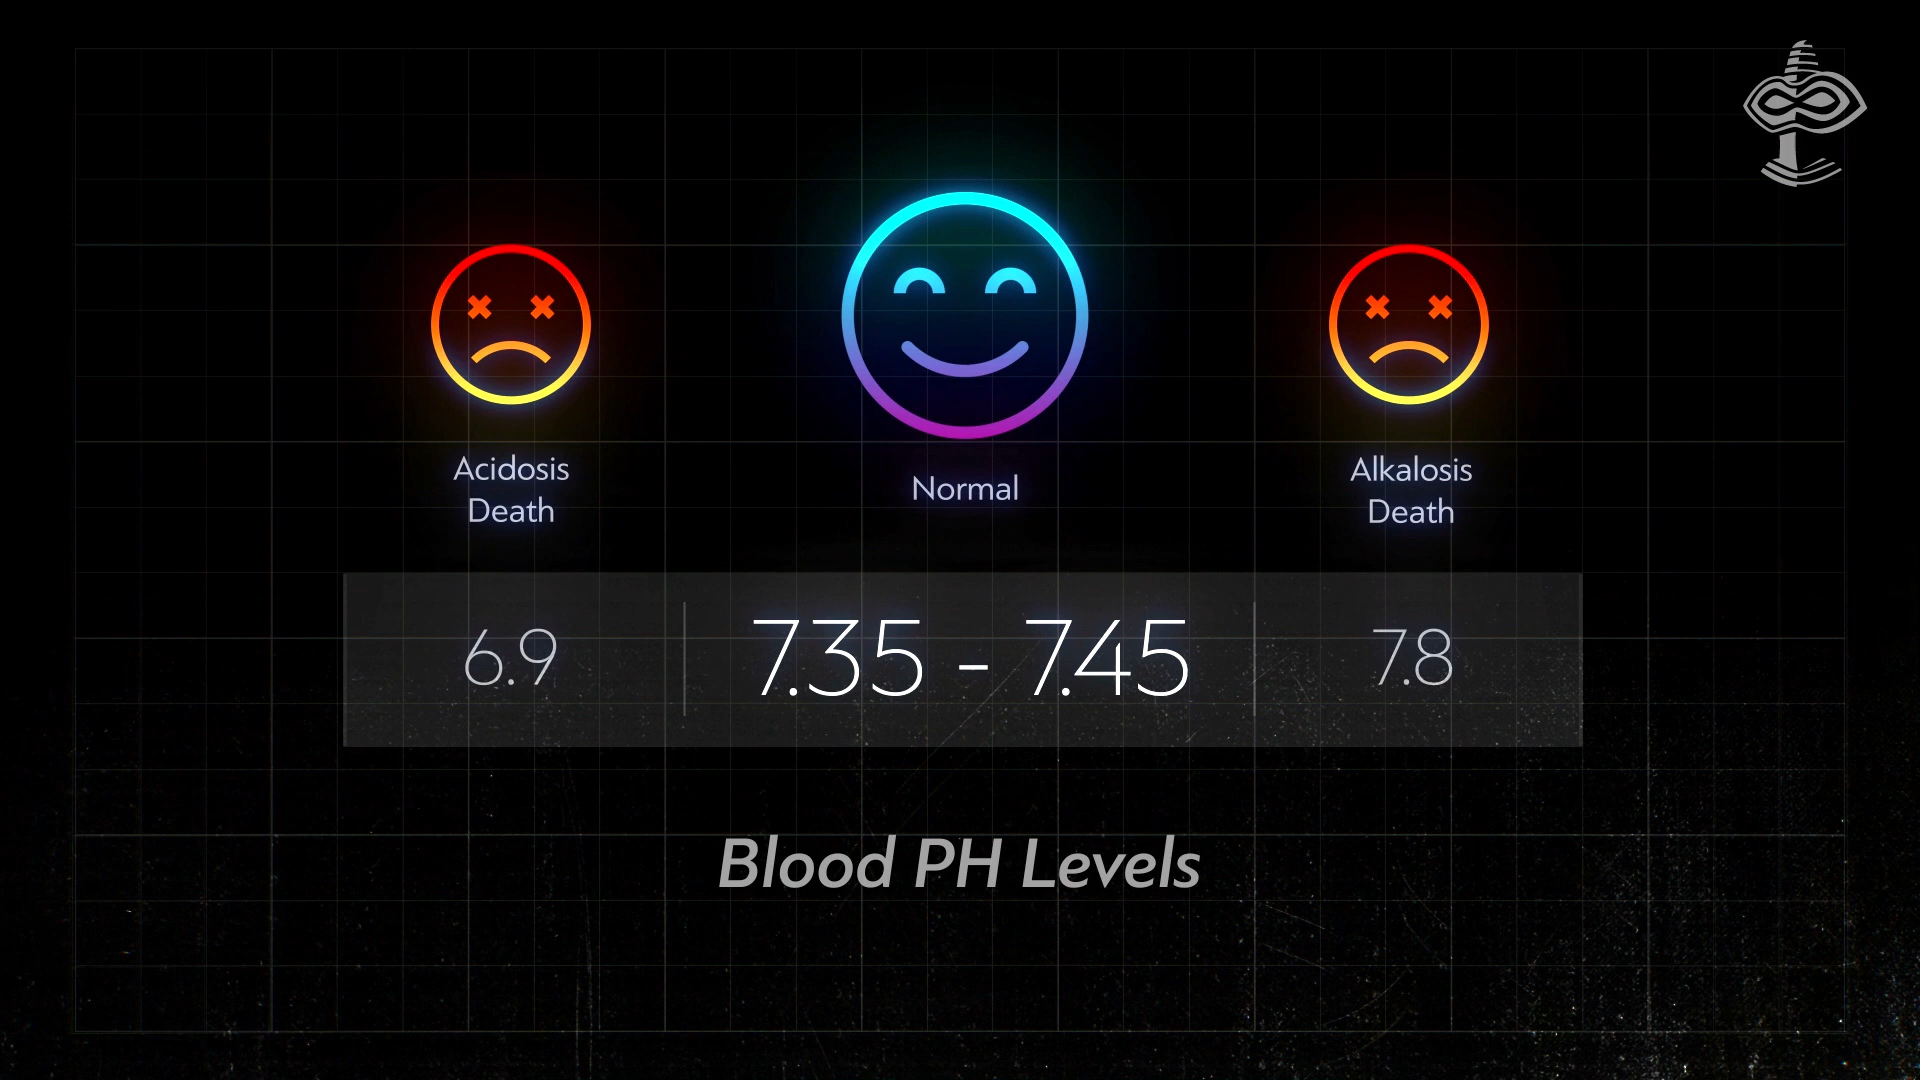 Acidosis
Death
Normal
Alkalosis
Death
6.9
7.35 - 7.45
7.8
Blood PH Levels